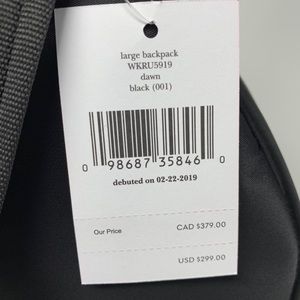 large backpack
WKRU5919
dawn
black (001)
0 98687 35846 0
debuted on 02-22-2019
Our Price CAD $379.00
USD $299.00